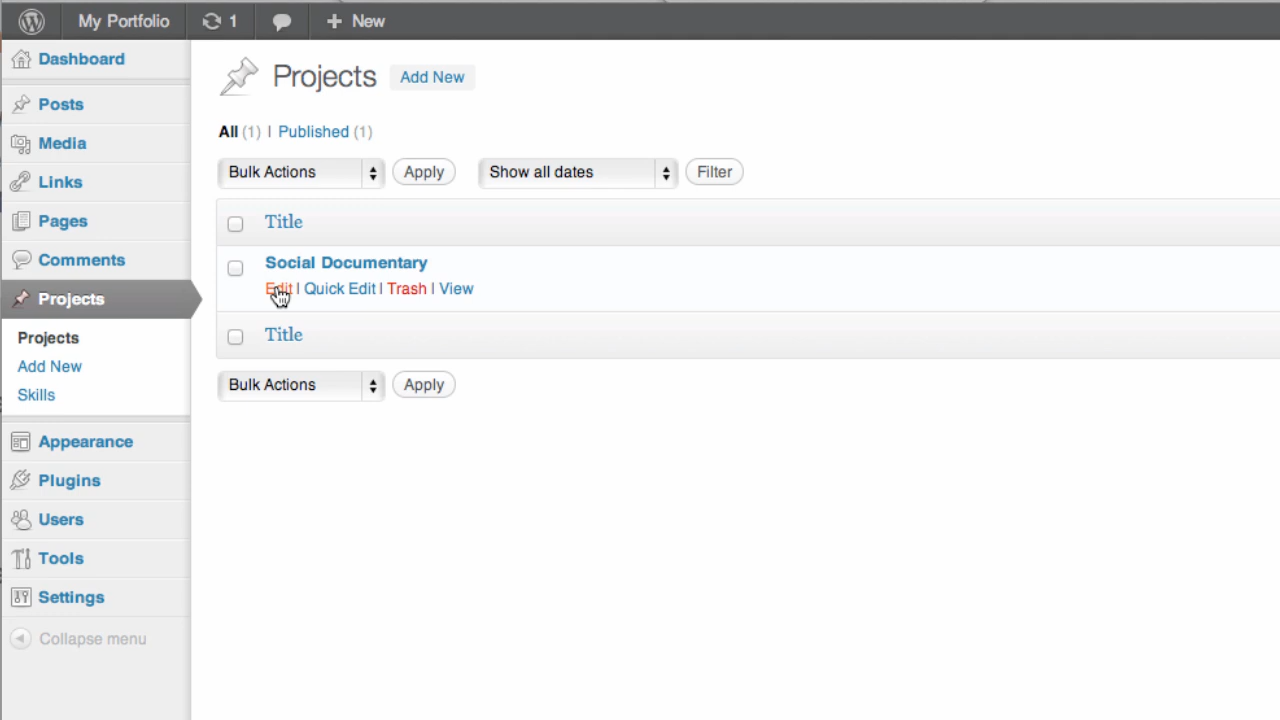 My Portfolio 1 + New
Dashboard
Posts
Media
Links
Pages
Comments
Projects
Projects
Add New
Skills
Appearance
Plugins
Users
Tools
Settings
Collapse menu
Projects Add New
All (1) | Published (1)
Bulk Actions Apply Show all dates Filter
Title
Social Documentary
Edit | Quick Edit | Trash | View
Title
Bulk Actions Apply